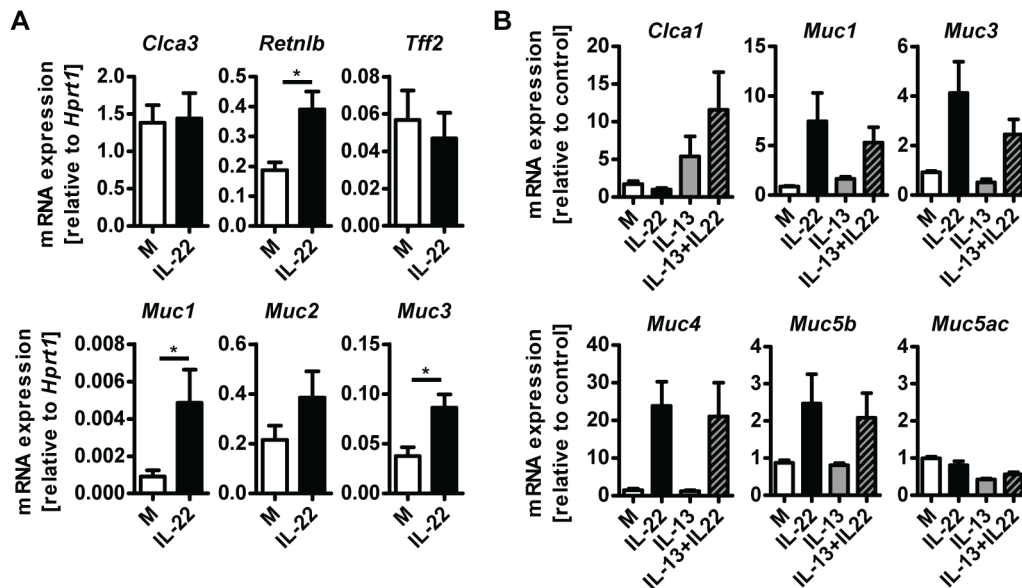 A
mRNA expression
[relative to Hprt1]
Clca3
2.0
1.5
1.0
0.5
0.0
M
IL-22
Retnlb
*
0.5
0.4
0.3
0.2
0.1
0.0
M
IL-22
Tff2
0.08
0.06
0.04
0.02
0.00
M
IL-22
mRNA expression
[relative to Hprt1]
Muc1
*
0.008
0.006
0.004
0.002
0.000
M
IL-22
Muc2
0.6
0.4
0.2
0.0
M
IL-22
Muc3
*
0.15
0.10
0.05
0.00
M
IL-22
B
mRNA expression
[relative to control]
Clca1
20
15
10
5
0
M
IL-22
IL-13
IL-13+IL22
Muc1
15
10
5
0
M
IL-22
IL-13
IL-13+IL22
Muc3
6
4
2
0
M
IL-22
IL-13
IL-13+IL22
mRNA expression
[relative to control]
Muc4
40
30
20
10
0
M
IL-22
IL-13
IL-13+IL22
Muc5b
4
3
2
1
0
M
IL-22
IL-13
IL-13+IL22
Muc5ac
4
3
2
1
0
M
IL-22
IL-13
IL-13+IL22